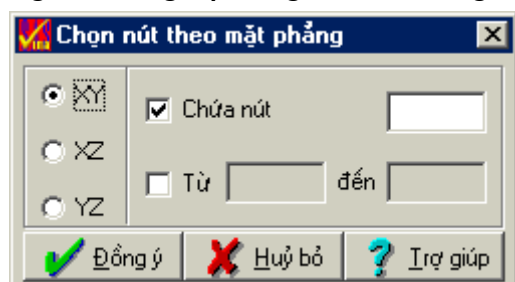 Chọn nút theo mặt phẳng
XY
Chứa nút
XZ
Từ đến
YZ
Đồng ý Huỷ bỏ Trợ giúp